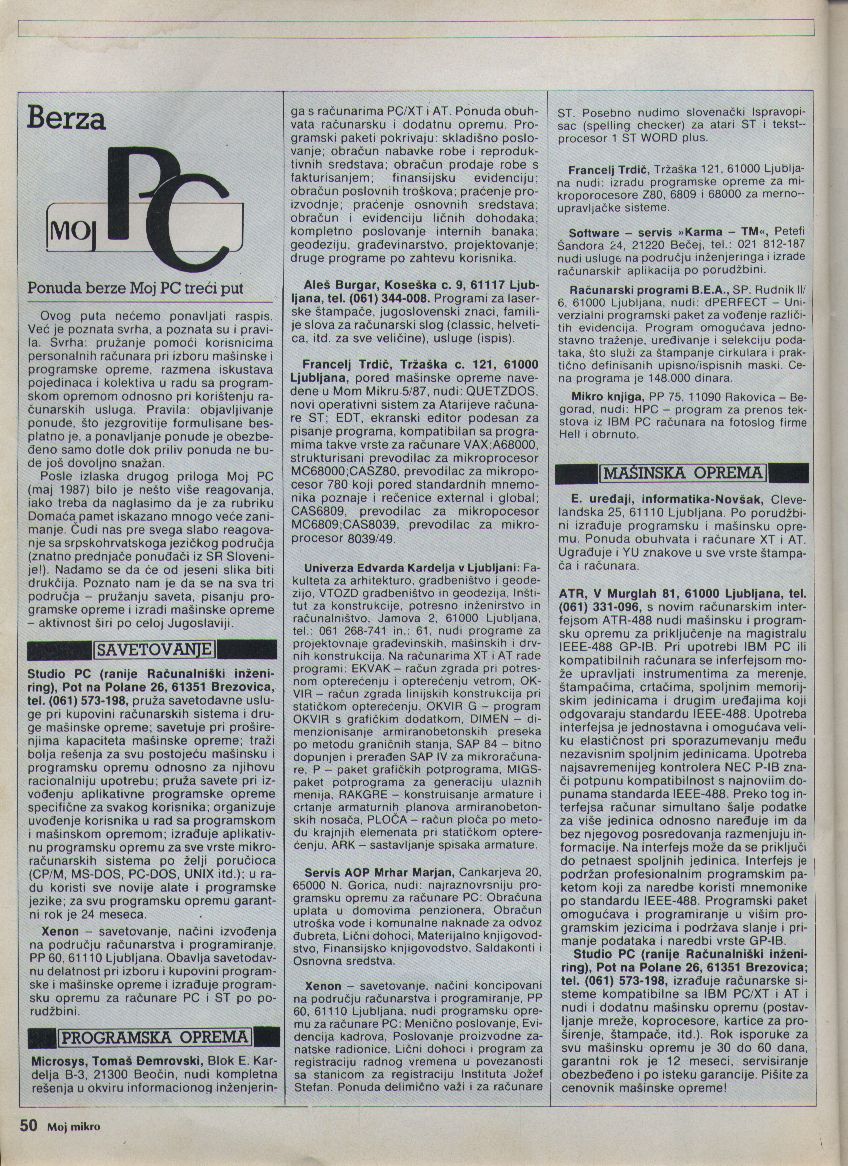 Berza
MOJ PC
Ponuda berze Moj PC treći put
Ovog puta nećemo ponavljati raspis.
Već je poznata svrha, a poznata su i pravi-
la. Svrha: pružanje pomoći korisnicima
personalnih računara pri izboru mašinske i
programske opreme, razmena iskustava
pojedinaca i kolektiva u radu sa program-
skom opremom odnosno pri korištenju ra-
čunarskih usluga. Pravila: objavljivanje
ponude, što jezgrovitije formulisane bes-
platno je, a ponavljanje ponude je obezbe-
đeno samo dotle dok priliv ponuda ne bu-
de još dovoljno snažan.
Posle izlaska drugog priloga Moj PC
(maj 1987) bilo je nešto više reagovanja,
iako treba da naglasimo da je za rubriku
Domaća pamet iskazano mnogo veće zani-
manje. Čudi nas pre svega slabo reagova-
nje sa srpskohrvatskoga jezičkog područja
(znatno prednjače ponuđači iz SR Sloveni-
je!). Nadamo se da će od jeseni slika biti
drukčija. Poznato nam je da se na sva tri
područja – pružanju saveta, pisanju pro-
gramske opreme i izradi mašinske opreme
– aktivnost širi po celoj Jugoslaviji.
SAVETOVANJE
Studio PC (ranije Računalniški inženi-
ring), Pot na Polane 26, 61351 Brezovica,
tel. (061) 573-198, pruža savetodavne uslu-
ge pri kupovini računarskih sistema i dru-
ge mašinske opreme; savetuje pri prošire-
njima kapaciteta mašinske opreme; traži
bolja rešenja za svu postojeću mašinsku i
programsku opremu odnosno za njihovu
racionalniju upotrebu; pruža savete pri iz-
vođenju aplikativne programske opreme
specifične za svakog korisnika; organizuje
uvođenje korisnika u rad sa programskom
i mašinskom opremom; izrađuje aplikativ-
nu programsku opremu za sve vrste mikro-
računarskih sistema po želji poručioca
(CP/M, MS-DOS, PC-DOS, UNIX itd.); u ra-
du koristi sve novije alate i programske
jezike; za svu programsku opremu garant-
ni rok je 24 meseca.
Xenon – savetovanje, načini izvođenja
na području računarstva i programiranje,
PP 60, 61110 Ljubljana. Obavlja savetodav-
nu delatnost pri izboru i kupovini program-
ske i mašinske opreme i izrađuje program-
sku opremu za računare PC i ST po po-
rudžbini.
PROGRAMSKA OPREMA
Microsys, Tomaš Đemrovski, Blok E. Kar-
delja B-3, 21300 Beočin, nudi kompletna
rešenja u okviru informacionog inženjerin-
ga s računarima PC/XT i AT. Ponuda obuh-
vata računarsku i dodatnu opremu. Pro-
gramski paketi pokrivaju: skladišno poslo-
vanje; obračun nabavke robe i reproduk-
tivnih sredstava; obračun prodaje robe s
fakturisanjem; finansijsku evidenciju;
obračun poslovnih troškova; praćenje pro-
izvodnje; praćenje osnovnih sredstava;
obračun i evidenciju ličnih dohodaka;
kompletno poslovanje internih banaka;
geodeziju, građevinarstvo, projektovanje;
druge programe po zahtevu korisnika.
Aleš Burgar, Koseška c. 9, 61117 Ljub-
ljana, tel. (061) 344-008. Programi za laser-
ske štampače, jugoslovenski znaci, famili-
je slova za računarski slog (classic, helveti-
ca, itd. za sve veličine), usluge (ispis).
Francelj Trdič, Tržaška c. 121, 61000
Ljubljana, pored mašinske opreme nave-
dene u Mom Mikru 5/87, nudi: QUETZDOS,
novi operativni sistem za Atarijeve računa-
re ST; EDT, ekranski editor podesan za
pisanje programa, kompatibilan sa progra-
mima takve vrste za računare VAX;A68000,
strukturisani prevodilac za mikroprocesor
MC68000;CASZ80, prevodilac za mikropo-
cesor 780 koji pored standardnih mnemo-
nika poznaje i rečenice external i global;
CAS6809, prevodilac za mikropocesor
MC6809;CAS8039, prevodilac za mikro-
procesor 8039/49.
Univerza Edvarda Kardelja v Ljubljani: Fa-
kulteta za arhitekturo, gradbeništvo i geode-
zijo, VTOZD gradbeništvo in geodezija, Inšti-
tut za konstrukcije, potresno inženirstvo in
računalništvo, Jamova 2, 61000 Ljubljana,
tel.: 061 268-741 in.: 61, nudi programe za
projektovnaje građevinskih, mašinskih i drv-
nih konstrukcija. Na računarima XT i AT rade
programi: EKVAK – račun zgrada pri potres-
nom opterećenju i opterećenju vetrom, OK-
VIR – račun zgrada linijskih konstrukcija pri
statičkom opterećenju. OKVIR G – program
OKVIR s grafičkim dodatkom, DIMEN – di-
menzionisanje armiranobetonskih preseka
po metodu graničnih stanja, SAP 84 – bitno
dopunjen i prerađen SAP IV za mikroračuna-
re, P – paket grafičkih potprograma, MIGS-
paket potprograma za generaciju ulaznih
menija, RAKGRE – konstruisanje armature i
crtanje armaturnih planova armiranobeton-
skih nosača, PLOČA – račun ploča po meto-
du krajnjih elemenata pri statičkom optere-
ćenju, ARK – sastavljanje spisaka armature.
Servis AOP Mrhar Marjan, Cankarjeva 20,
65000 N. Gorica, nudi: najraznovrsniju pro-
gramsku opremu za računare PC: Obračuna
uplata u domovima penzionera, Obračun
utroška vode i komunalne naknade za odvoz
đubreta, Lični dohoci, Materijalno knjigovod-
stvo, Finansijsko knjigovodstvo, Saldakonti i
Osnovna sredstva.
Xenon – savetovanje, načini koncipovani
na području računarstva i programiranje, PP
60, 61110 Ljubljana, nudi programsku opre-
mu za računare PC: Menično poslovanje, Evi-
dencija kadrova, Poslovanje proizvodne za-
natske radionice, Lični dohoci i program za
registraciju radnog vremena u povezanosti
sa stanicom za registraciju Instituta Jožef
Stefan. Ponuda delimično važi i za računare
ST. Posebno nudimo slovenački Ispravopi-
sac (spelling checker) za atari ST i tekst--
procesor 1 ST WORD plus.
Francelj Trdič, Tržaška 121, 61000 Ljublja-
na nudi: izradu programske opreme za mi-
kroporocesore Z80, 6809 i 68000 za merno--
upravljačke sisteme.
Software – servis »Karma – TM«, Petefi
Šandora 24, 21220 Bečej, tel.: 021 812-187
nudi usluge na području inženjeringa i izrade
računarskih aplikacija po porudžbini.
Računarski programi B.E.A., SP. Rudnik II/
6, 61000 Ljubljana, nudi: dPERFECT – Uni-
verzialni programski paket za vođenje različi-
tih evidencija. Program omogućava jedno-
stavno traženje, uređivanje i selekciju poda-
taka, što služi za štampanje cirkulara i prak-
tično definisanih upisno/ispisnih maski. Ce-
na programa je 148.000 dinara.
Mikro knjiga, PP 75, 11090 Rakovica – Be-
gorad, nudi: HPC – program za prenos tek-
stova iz IBM PC računara na fotoslog firme
Hell i obrnuto.
MAŠINSKA OPREMA
E. uređaji, informatika-Novšak, Cleve-
landska 25, 61110 Ljubljana. Po porudžbi-
ni izrađuje programsku i mašinsku opre-
mu. Ponuda obuhvata i računare XT i AT.
Ugrađuje i YU znakove u sve vrste štampa-
ča i računara.
ATR, V Murglah 81, 61000 Ljubljana, tel.
(061) 331-096, s novim računarskim inter-
fejsom ATR-488 nudi mašinsku i program-
sku opremu za priključenje na magistralu
IEEE-488 GP-IB. Pri upotrebi IBM PC ili
kompatibilnih računara se inferfejsom mo-
že upravljati instrumentima za merenje,
štampačima, crtačima, spoljnim memorij-
skim jedinicama i drugim uređajima koji
odgovaraju standardu IEEE-488. Upotreba
interfejsa je jednostavna i omogućava veli-
ku elastičnost pri sporazumevanju među
nezavisnim spoljnim jedinicama. Upotreba
najsavremenijeg kontrolera NEC P-IB zna-
či potpunu kompatibilnost s najnoviim do-
punama standarda IEEE-488. Preko tog in-
terfejsa računar simultano šalje podatke
za više jedinica odnosno naređuje im da
bez njegovog posredovanja razmenjuju in-
formacije. Na interfejs može da se priključi
do petnaest spoljnih jedinica. Interfejs je
podržan profesionalnim programskim pa-
ketom koji za naredbe koristi mnemonike
po standardu IEEE-488. Programski paket
omogućava i programiranje u višim pro-
gramskim jezicima i podržava slanje i pri-
manje podataka i naredbi vrste GP-IB.
Studio PC (ranije Računalniški inženi-
ring), Pot na Polane 26, 61351 Brezovica;
tel. (061) 573-198, izrađuje računarske si-
steme kompatibilne sa IBM PC/XT i AT i
nudi i dodatnu mašinsku opremu (postav-
ljanje mreže, koprocesore, kartice za pro-
širenje, štampače, itd.). Rok isporuke za
svu mašinsku opremu je 30 do 60 dana,
garantni rok je 12 meseci, servisiranje
obezbeđeno i po isteku garancije. Pišite za
cenovnik mašinske opreme!
50 Moj mikro